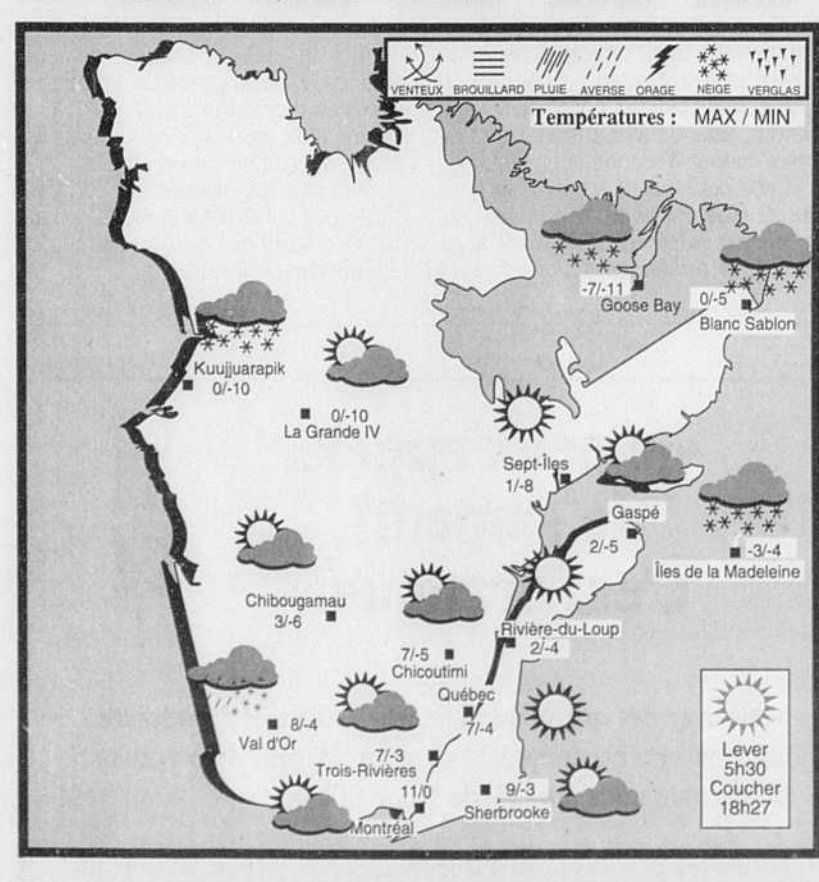 VENTEUX BROUILLARD PLUIE AVERSE ORAGE NEIGE VERGLAS
Températures : MAX / MIN
-7/-11
Goose Bay
0/-5
Blanc Sablon
Kuujjuarapik
0/-10
0/-10
La Grande IV
Sept-Îles
1/-8
Gaspé
2/-5
-3/-4
Îles de la Madeleine
Chibougamau
3/-6
Rivière-du-Loup
2/-4
7/-5
Chicoutimi
Québec
7/-4
8/-4
Val d'Or
7/-3
Trois-Rivières
11/0
Montréal
9/-3
Sherbrooke
Lever
5h30
Coucher
18h27